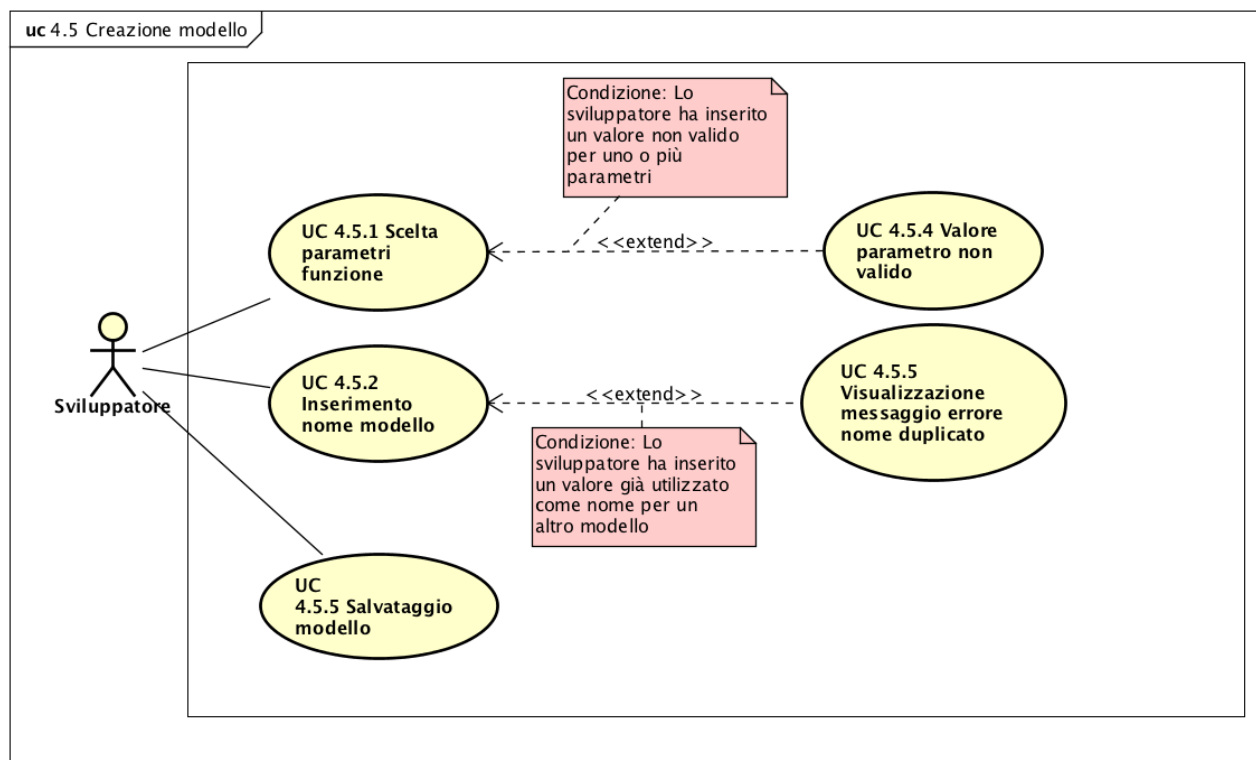 uc 4.5 Creazione modello
Condizione: Lo
sviluppatore ha inserito
un valore non valido
per uno o più
parametri
UC 4.5.1 Scelta
parametri
funzione
<<extend>>
UC 4.5.4 Valore
parametro non
valido
Sviluppatore
UC 4.5.2
Inserimento
nome modello
<<extend>>
UC 4.5.5
Visualizzazione
messaggio errore
nome duplicato
Condizione: Lo
sviluppatore ha inserito
un valore già utilizzato
come nome per un
altro modello
UC
4.5.5 Salvataggio
modello